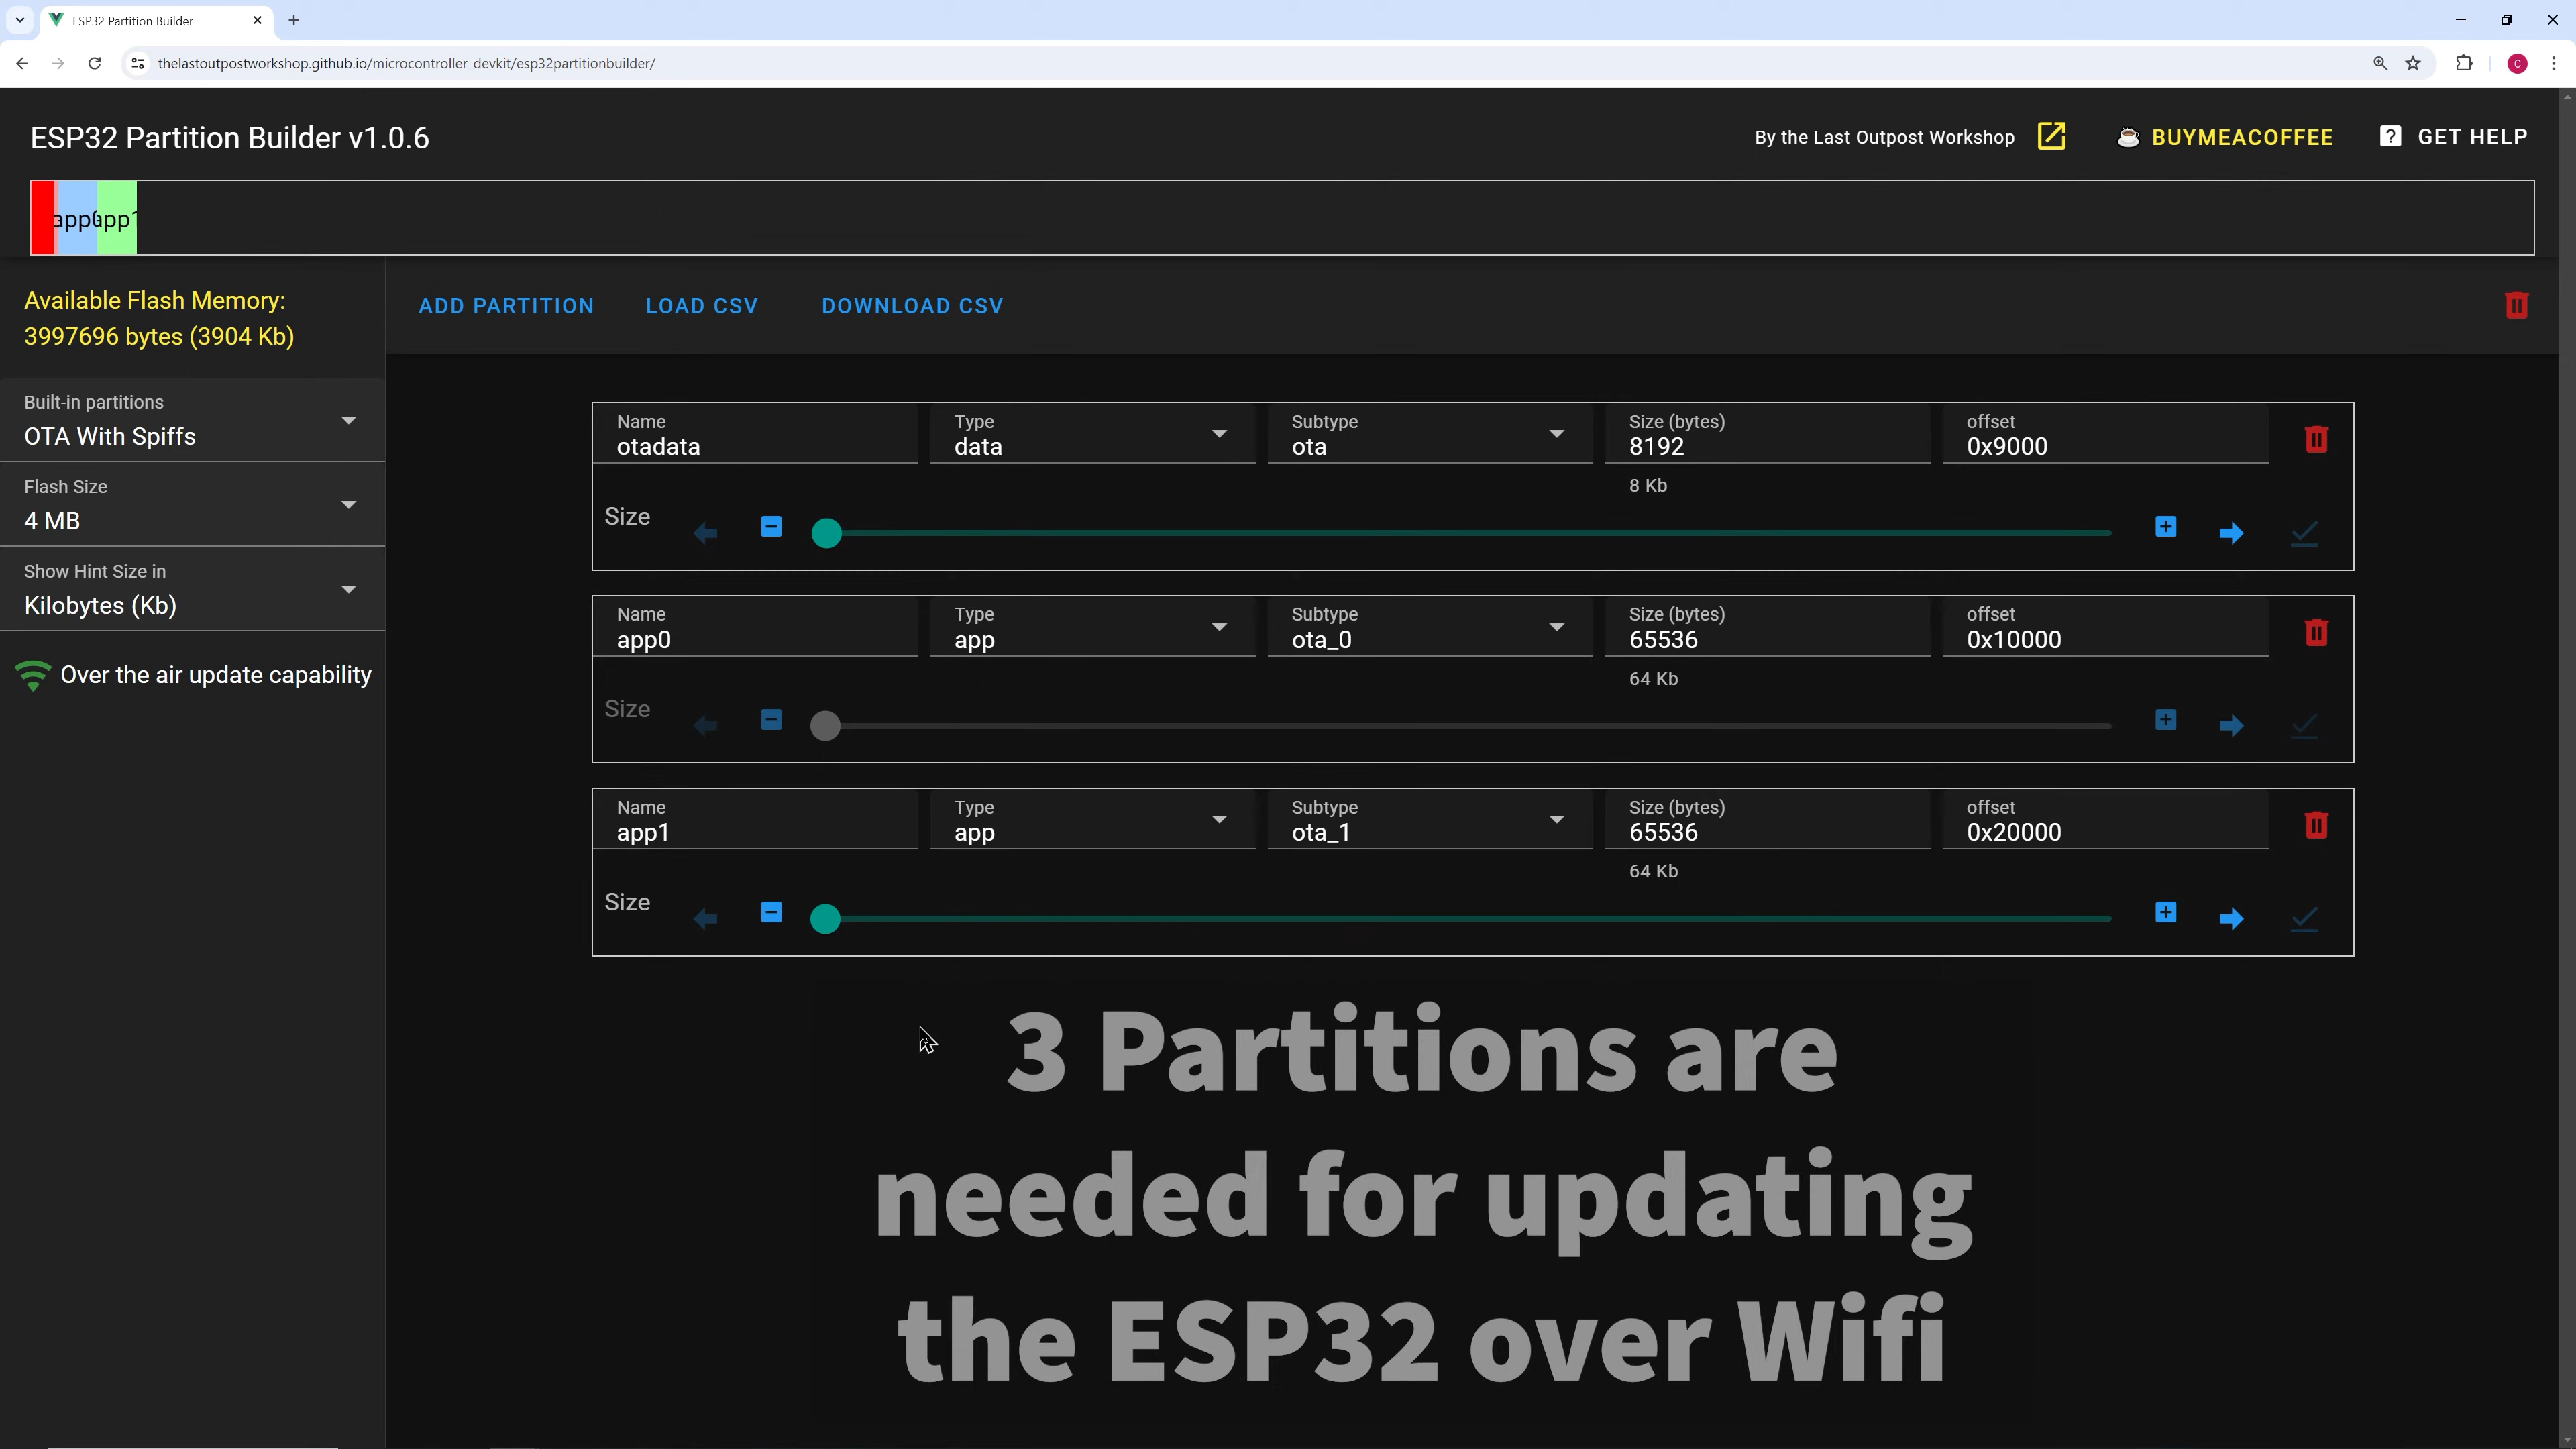 ESP32 Partition Builder
thelastoutpostworkshop.github.io/microcontroller_devkit/esp32partitionbuilder/
C
ESP32 Partition Builder v1.0.6
By the Last Outpost Workshop
BUYMEACOFFEE
GET HELP
app0
app1
Available Flash Memory:
3997696 bytes (3904 Kb)
ADD PARTITION
LOAD CSV
DOWNLOAD CSV
Built-in partitions
OTA With Spiffs
Flash Size
4 MB
Show Hint Size in
Kilobytes (Kb)
Over the air update capability
Name
otadata
Type
data
Subtype
ota
Size (bytes)
8192
8 Kb
offset
0x9000
Size
Name
app0
Type
app
Subtype
ota_0
Size (bytes)
65536
64 Kb
offset
0x10000
Size
Name
app1
Type
app
Subtype
ota_1
Size (bytes)
65536
64 Kb
offset
0x20000
Size
3 Partitions are
needed for updating
the ESP32 over Wifi